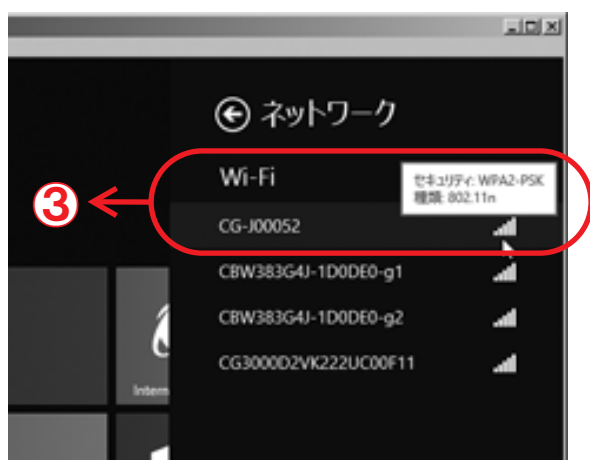 ネットワーク
Wi-Fi
セキュリティ: WPA2-PSK
種類: 802.11n
③
CG-J00052
CBW383G4J-1D0DE0-g1
CBW383G4J-1D0DE0-g2
CG3000D2VK222UC00F11
Intern